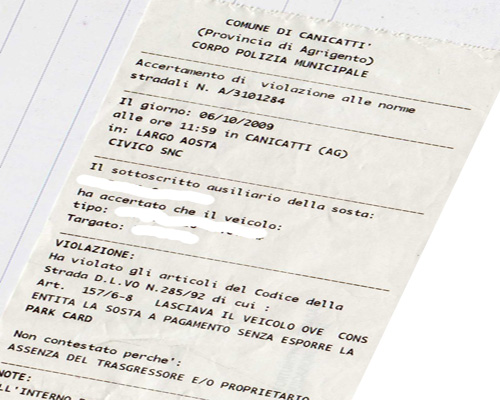 COMUNE DI CANICATTI'
(Provincia di Agrigento)
CORPO POLIZIA MUNICIPALE
Accertamento di violazione alle norme
stradali N. A/3101284
Il giorno: 06/10/2009
alle ore 11:59 in CANICATTI (AG)
in: LARGO AOSTA
CIVICO SNC
Il sottoscritto ausiliario della sosta:
ha accertato che il veicolo:
tipo:
Targato:
VIOLAZIONE:
Ha violato gli articoli del Codice della
Strada D.L.VO N.285/92 di cui :
Art. 157/6-8 LASCIAVA IL VEICOLO OVE CONS
ENTITA LA SOSTA A PAGAMENTO SENZA ESPORRE LA
PARK CARD
Non contestato perche':
ASSENZA DEL TRASGRESSORE E/O PROPRIETARIO
NOTE:
ALL'INTERNO